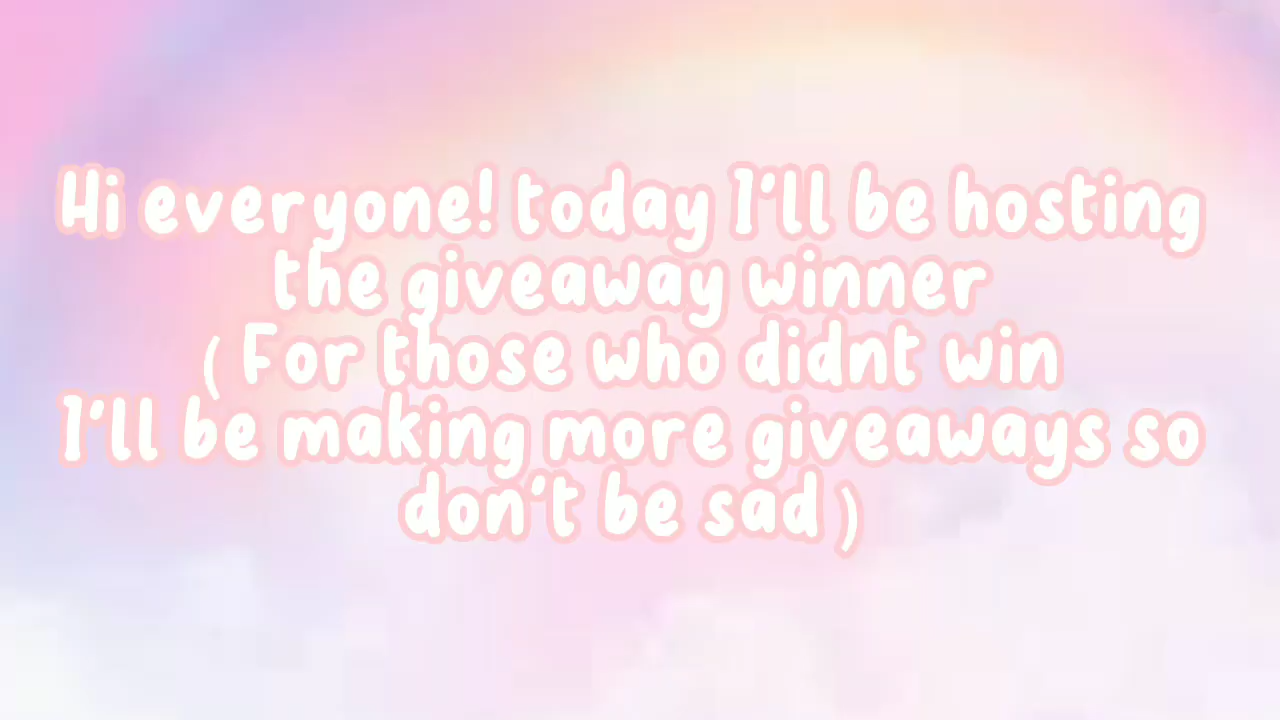 Hi everyone! today I'll be hosting
the giveaway winner
( For those who didnt win
I'll be making more giveaways so
don't be sad )